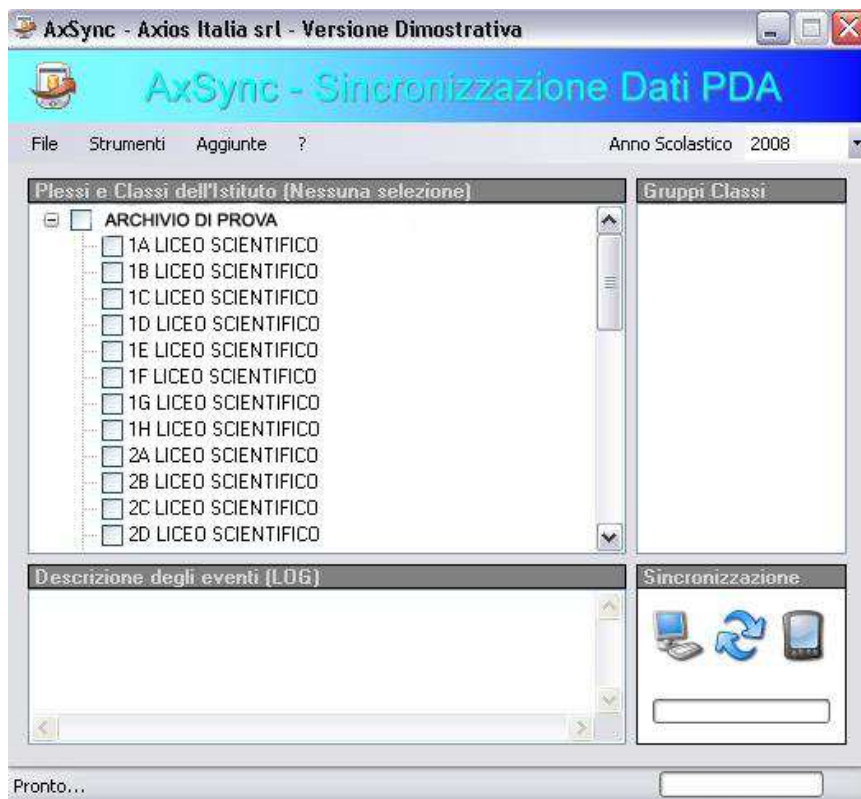 AxSync - Axios Italia srl - Versione Dimostrativa
AxSync - Sincronizzazione Dati PDA
File Strumenti Aggiunte ? Anno Scolastico 2008
Plessi e Classi dell'Istituto (Nessuna selezione) Gruppi Classi
ARCHIVIO DI PROVA
1A LICEO SCIENTIFICO
1B LICEO SCIENTIFICO
1C LICEO SCIENTIFICO
1D LICEO SCIENTIFICO
1E LICEO SCIENTIFICO
1F LICEO SCIENTIFICO
1G LICEO SCIENTIFICO
1H LICEO SCIENTIFICO
2A LICEO SCIENTIFICO
2B LICEO SCIENTIFICO
2C LICEO SCIENTIFICO
2D LICEO SCIENTIFICO
Descrizione degli eventi (LOG) Sincronizzazione
Pronto...